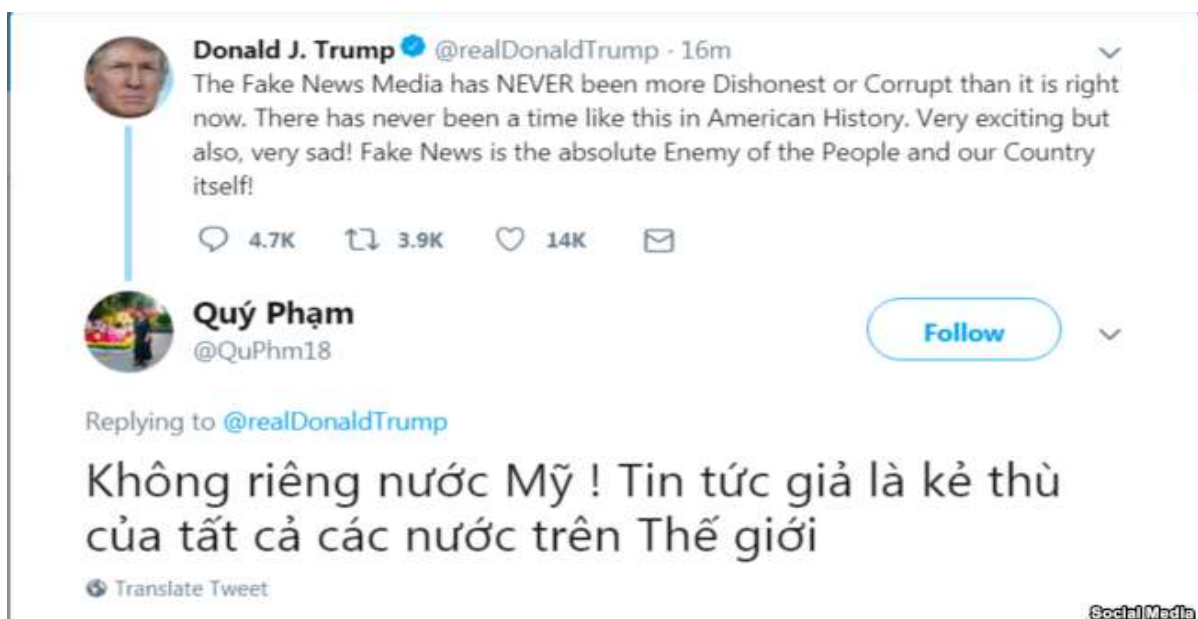 Donald J. Trump @realDonaldTrump · 16m
The Fake News Media has NEVER been more Dishonest or Corrupt than it is right
now. There has never been a time like this in American History. Very exciting but
also, very sad! Fake News is the absolute Enemy of the People and our Country
itself!
4.7K 3.9K 14K
Quý Phạm
@QuPhm18
Follow
Replying to @realDonaldTrump
Không riêng nước Mỹ ! Tin tức giả là kẻ thù
của tất cả các nước trên Thế giới
Translate Tweet
Social Media